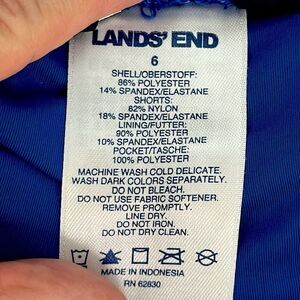 LANDS' END
6
SHELL/OBERSTOFF:
86% POLYESTER
14% SPANDEX/ELASTANE
SHORTS:
82% NYLON
18% SPANDEX/ELASTANE
LINING/FUTTER:
90% POLYESTER
10% SPANDEX/ELASTANE
POCKET/TASCHE:
100% POLYESTER
MACHINE WASH COLD DELICATE.
WASH DARK COLORS SEPARATELY.
DO NOT BLEACH.
DO NOT USE FABRIC SOFTENER.
REMOVE PROMPTLY.
LINE DRY.
DO NOT IRON.
DO NOT DRY CLEAN.
MADE IN INDONESIA
RN 62830